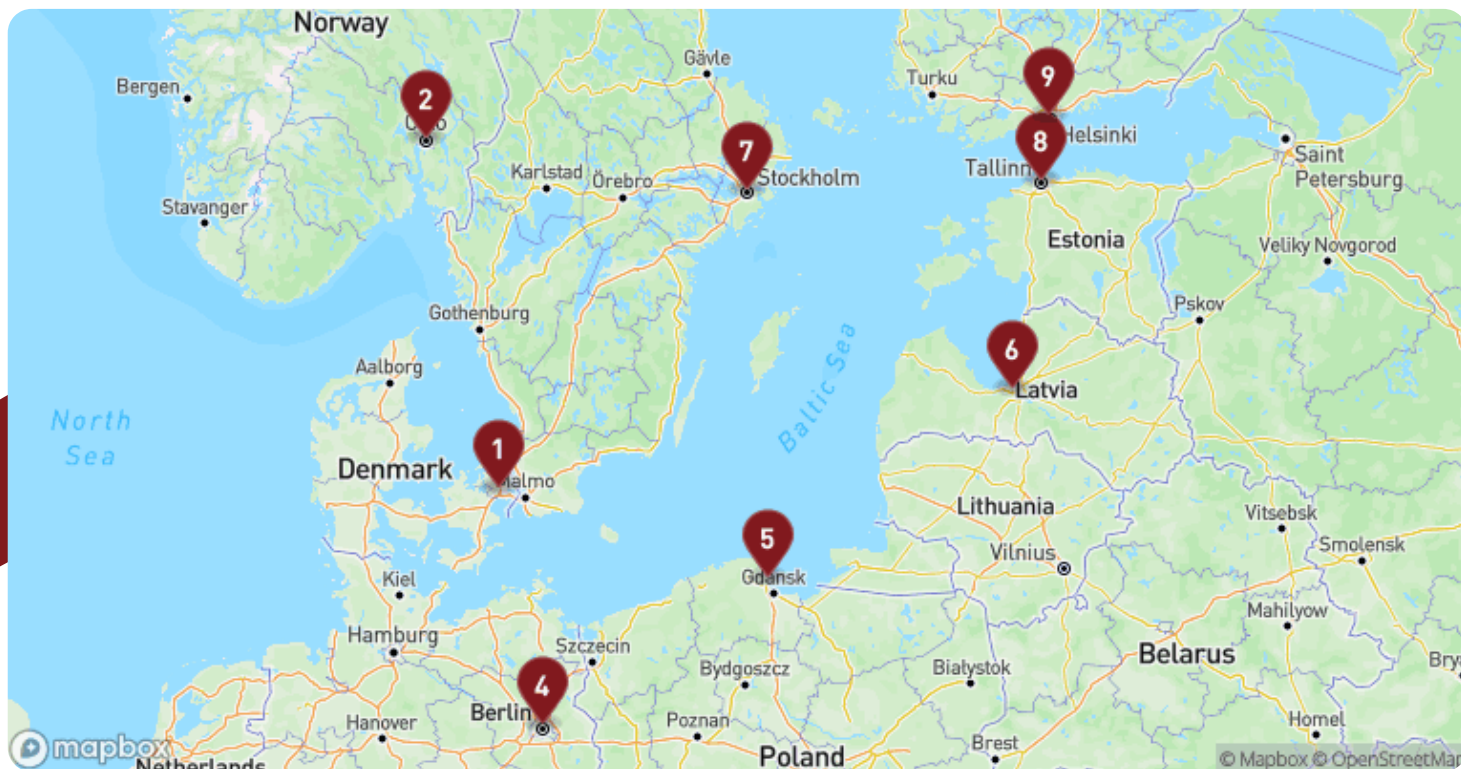 Norway
Gävle
Bergen
2
9
Turku
Helsinki
8
Saint
Petersburg
7
Tallinn
Karlstad
Örebro
Stockholm
Stavanger
Estonia
Veliky Novgorod
Gothenburg
Pskov
6
Aalborg
Latvia
North
Sea
Baltic Sea
1
Denmark
Malmo
Lithuania
Vitsebsk
5
Vilnius
Smolensk
Kiel
Gdansk
Mahilyow
Hamburg
Szczecin
Belarus
Bydgoszcz
Białystok
4
Berlin
Hanover
Poznan
Homel
Brest
Poland
mapbox
Netherlands
© Mapbox © OpenStreetMap